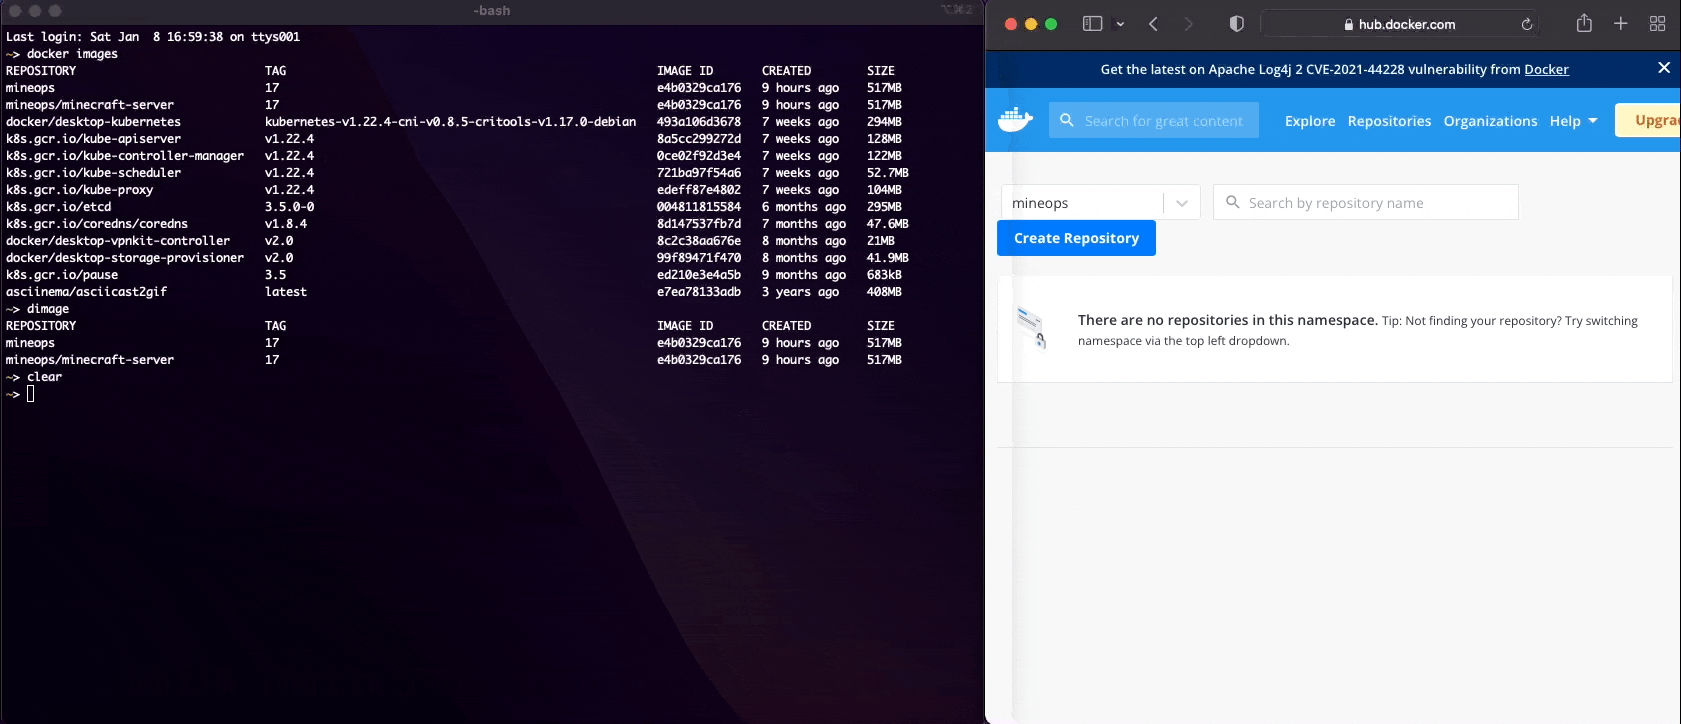 -bash
⌥⌘2
Last login: Sat Jan  8 16:59:38 on ttys001
~> docker images
REPOSITORY TAG IMAGE ID CREATED SIZE
mineops 17 e4b0329ca176 9 hours ago 517MB
mineops/minecraft-server 17 e4b0329ca176 9 hours ago 517MB
docker/desktop-kubernetes kubernetes-v1.22.4-cni-v0.8.5-critools-v1.17.0-debian 493a106d3678 7 weeks ago 294MB
k8s.gcr.io/kube-apiserver v1.22.4 8a5cc299272d 7 weeks ago 128MB
k8s.gcr.io/kube-controller-manager v1.22.4 0ce02f92d3e4 7 weeks ago 122MB
k8s.gcr.io/kube-scheduler v1.22.4 721ba97f54a6 7 weeks ago 52.7MB
k8s.gcr.io/kube-proxy v1.22.4 edeff87e4802 7 weeks ago 104MB
k8s.gcr.io/etcd 3.5.0-0 004811815584 6 months ago 295MB
k8s.gcr.io/coredns/coredns v1.8.4 8d147537fb7d 7 months ago 47.6MB
docker/desktop-vpnkit-controller v2.0 8c2c38aa676e 8 months ago 21MB
docker/desktop-storage-provisioner v2.0 99f89471f470 8 months ago 41.9MB
k8s.gcr.io/pause 3.5 ed210e3e4a5b 9 months ago 683kB
asciinema/asciicast2gif latest e7ea78133adb 3 years ago 408MB
~> dimage
REPOSITORY TAG IMAGE ID CREATED SIZE
mineops 17 e4b0329ca176 9 hours ago 517MB
mineops/minecraft-server 17 e4b0329ca176 9 hours ago 517MB
~> clear
~>
hub.docker.com
Get the latest on Apache Log4j 2 CVE-2021-44228 vulnerability from Docker
Search for great content Explore Repositories Organizations Help Upgra
mineops Search by repository name
Create Repository
There are no repositories in this namespace. Tip: Not finding your repository? Try switching
namespace via the top left dropdown.